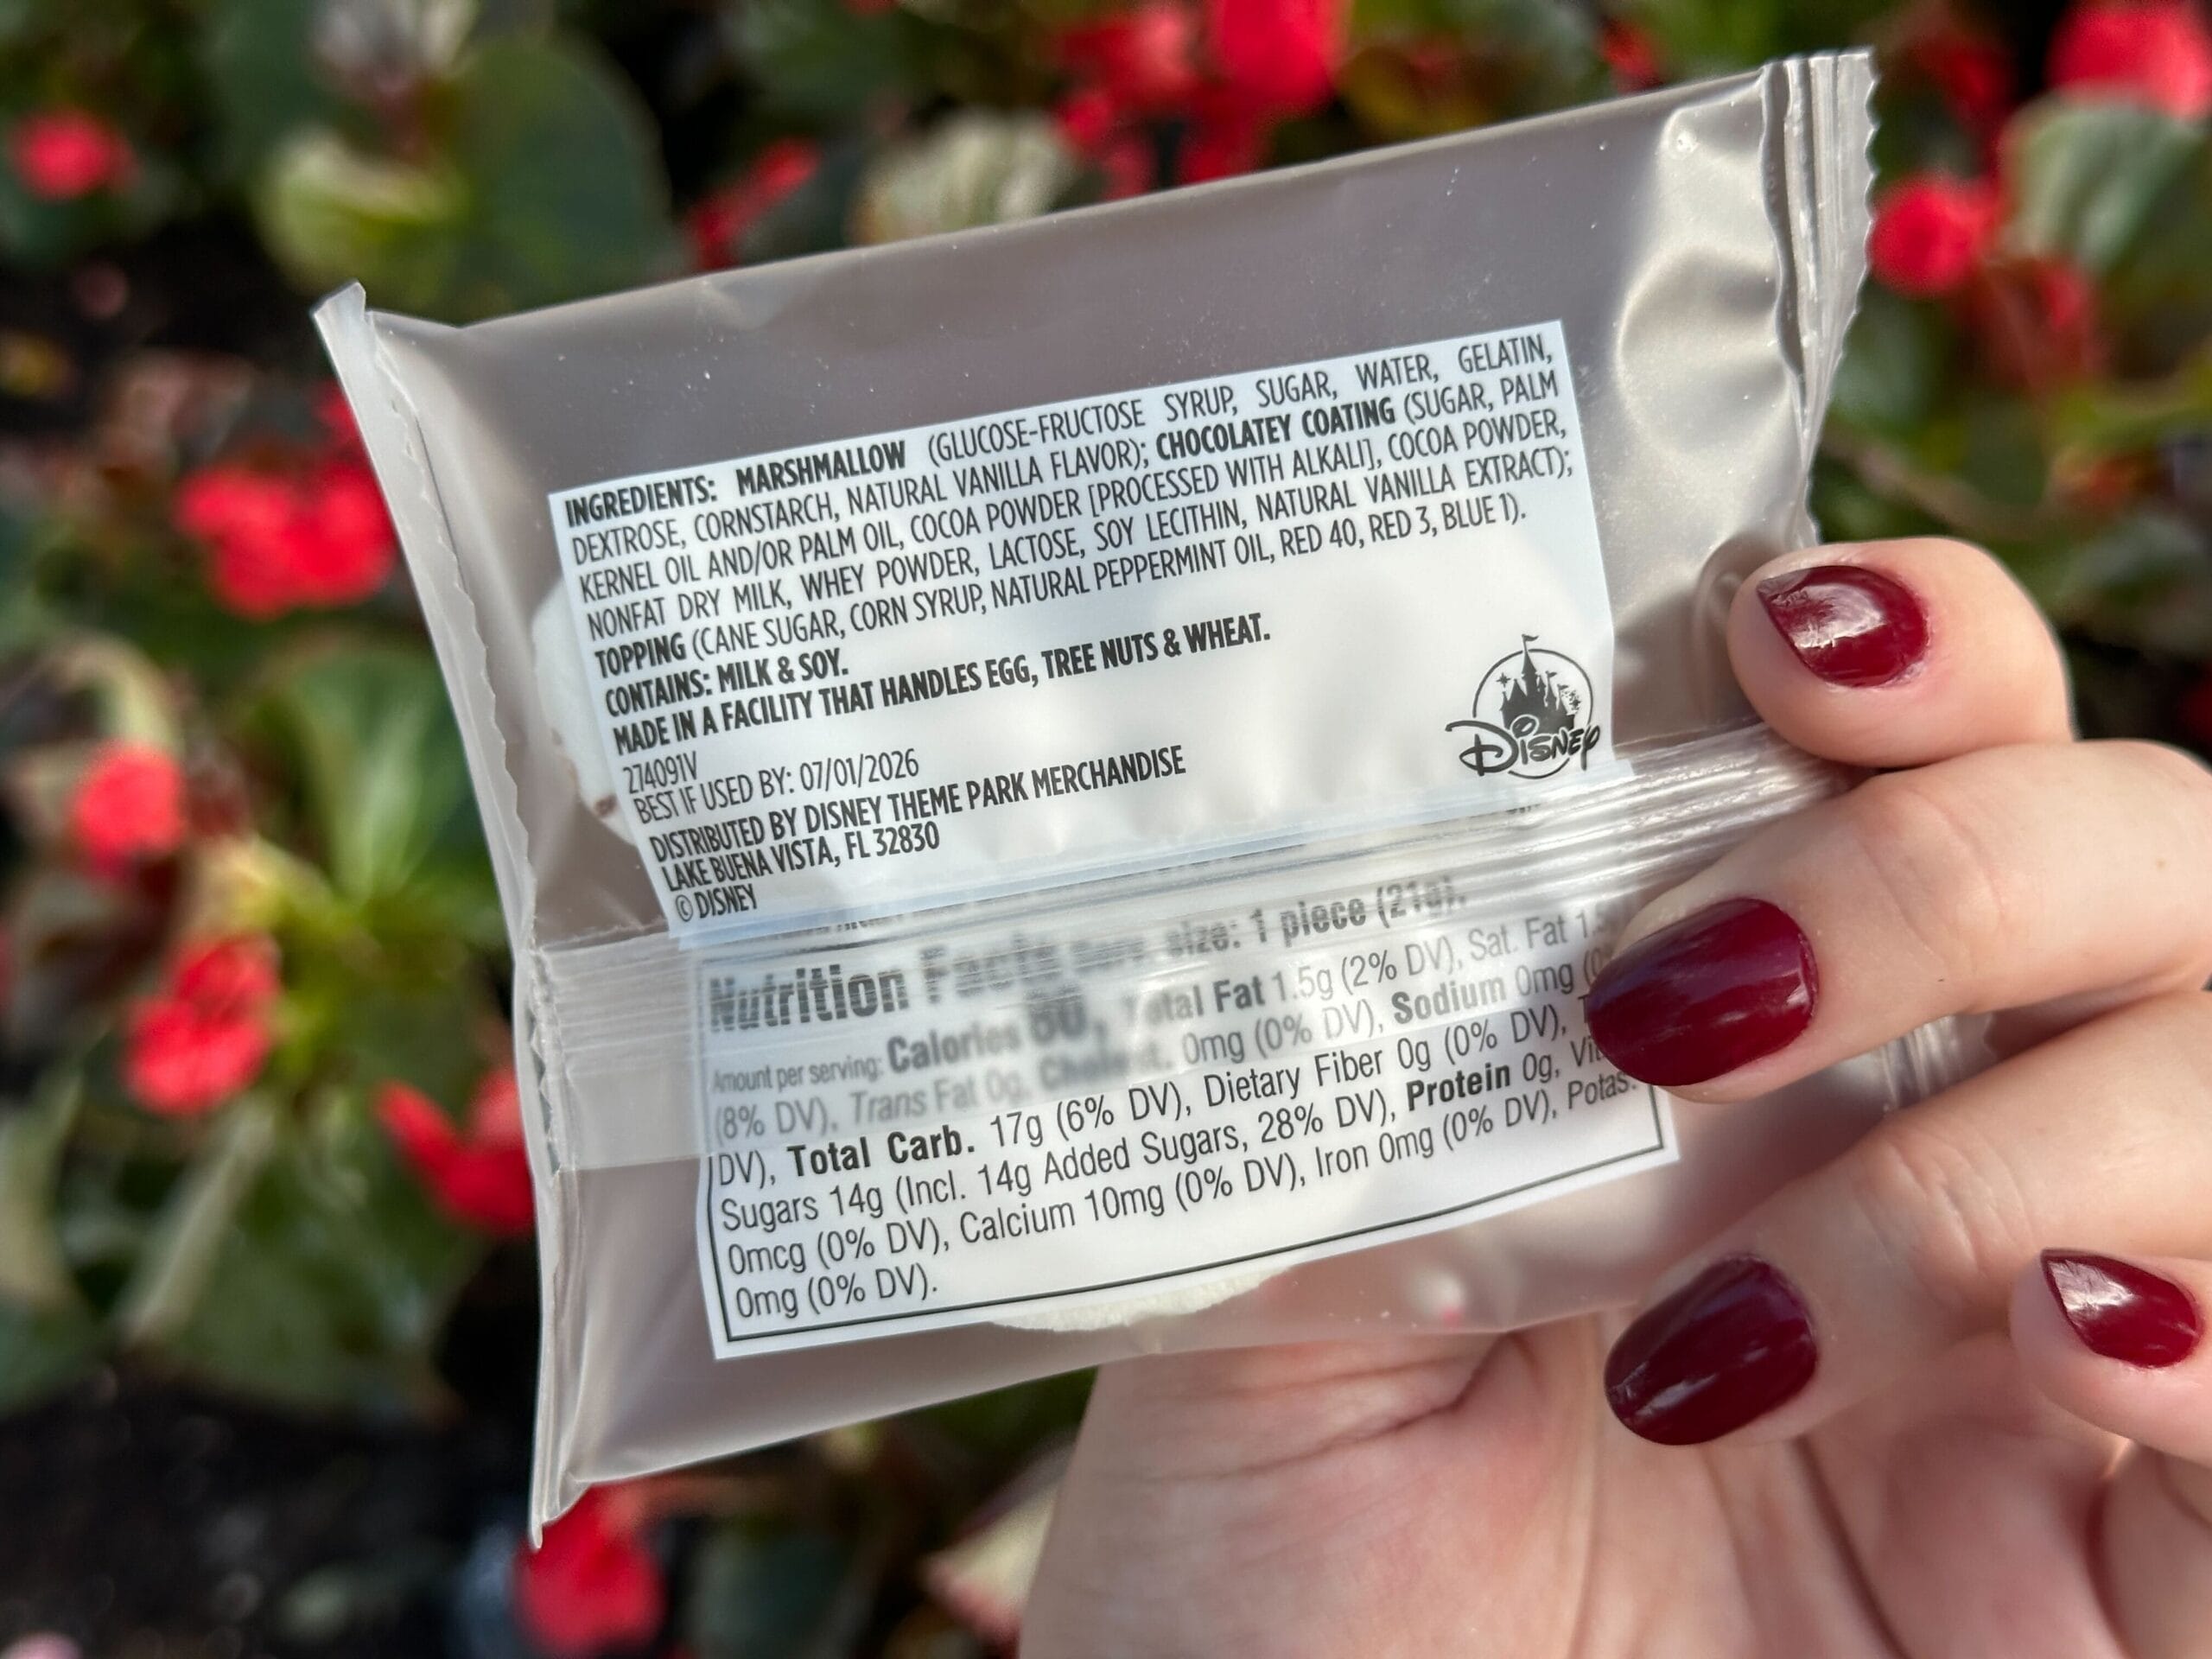 INGREDIENTS: MARSHMALLOW (GLUCOSE-FRUCTOSE SYRUP, SUGAR, WATER, GELATIN,
DEXTROSE, CORNSTARCH, NATURAL VANILLA FLAVOR); CHOCOLATEY COATING (SUGAR, PALM
KERNEL OIL AND/OR PALM OIL, COCOA POWDER [PROCESSED WITH ALKALI], COCOA POWDER,
NONFAT DRY MILK, WHEY POWDER, LACTOSE, SOY LECITHIN, NATURAL VANILLA EXTRACT);
TOPPING (CANE SUGAR, CORN SYRUP, NATURAL PEPPERMINT OIL, RED 40, RED 3, BLUE 1).
CONTAINS: MILK & SOY.
MADE IN A FACILITY THAT HANDLES EGG, TREE NUTS & WHEAT.
274091V
BEST IF USED BY: 07/01/2026
DISTRIBUTED BY DISNEY THEME PARK MERCHANDISE
LAKE BUENA VISTA, FL 32830
© DISNEY
Disney
Nutrition Facts size: 1 piece (21g),
Amount per serving: Calories Total Fat 1.5g (2% DV), Sat. Fat
(8% DV), Trans Fat 0g, Cholest. 0mg (0% DV), Sodium 0mg
DV), Total Carb. 17g (6% DV), Dietary Fiber 0g (0% DV),
Sugars 14g (Incl. 14g Added Sugars, 28% DV), Protein 0g,
0mcg (0% DV), Calcium 10mg (0% DV), Iron 0mg (0% DV), Potas.
0mg (0% DV).